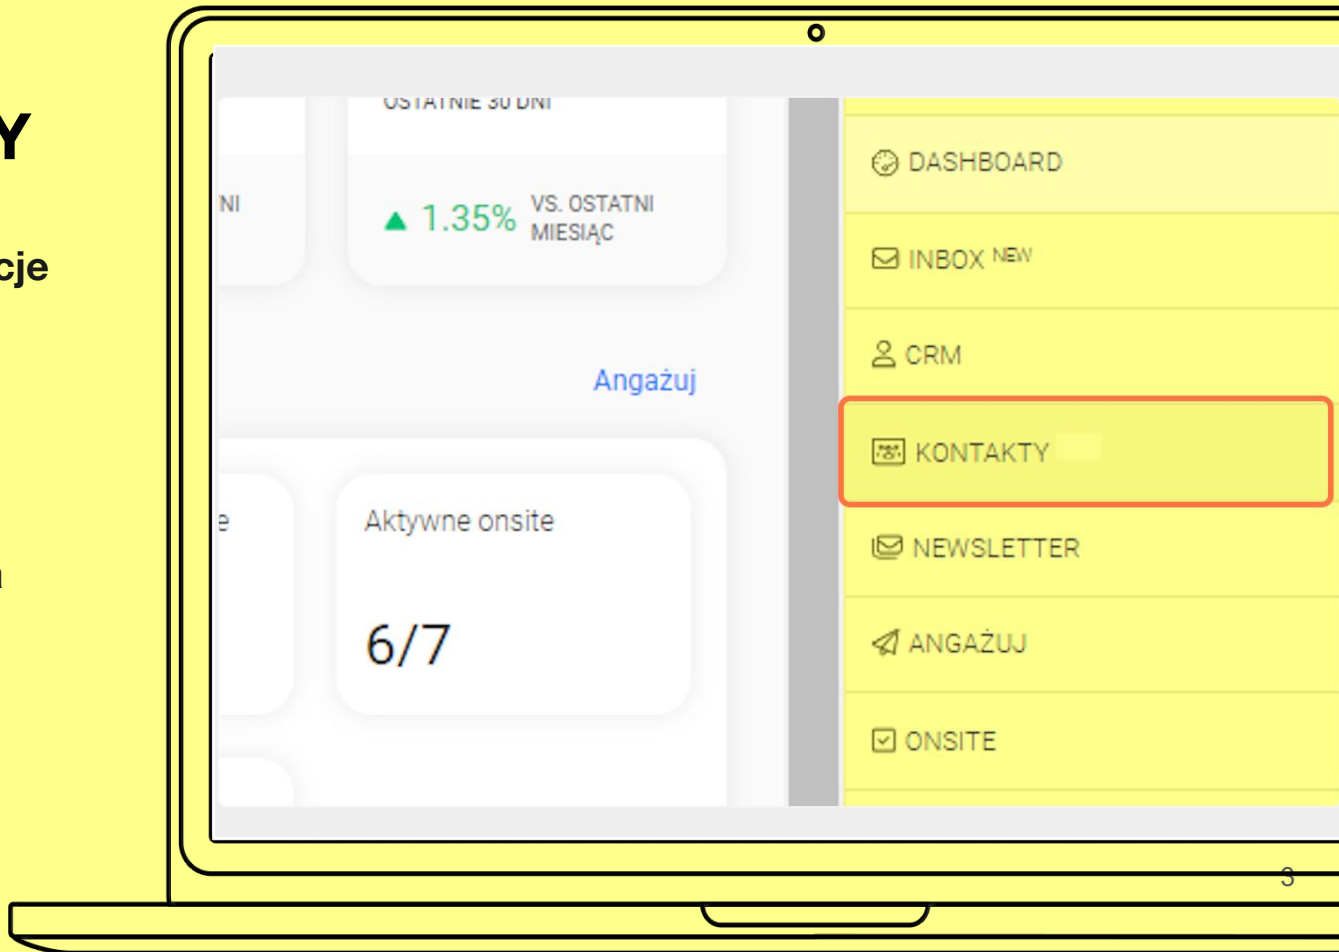 Y
cje
OSTATNIE 30 DNI
NI
▲ 1.35% VS. OSTATNI
MIESIĄC
Angażuj
e
Aktywne onsite
6/7
DASHBOARD
INBOX NEW
CRM
KONTAKTY
NEWSLETTER
ANGAŻUJ
ONSITE
3